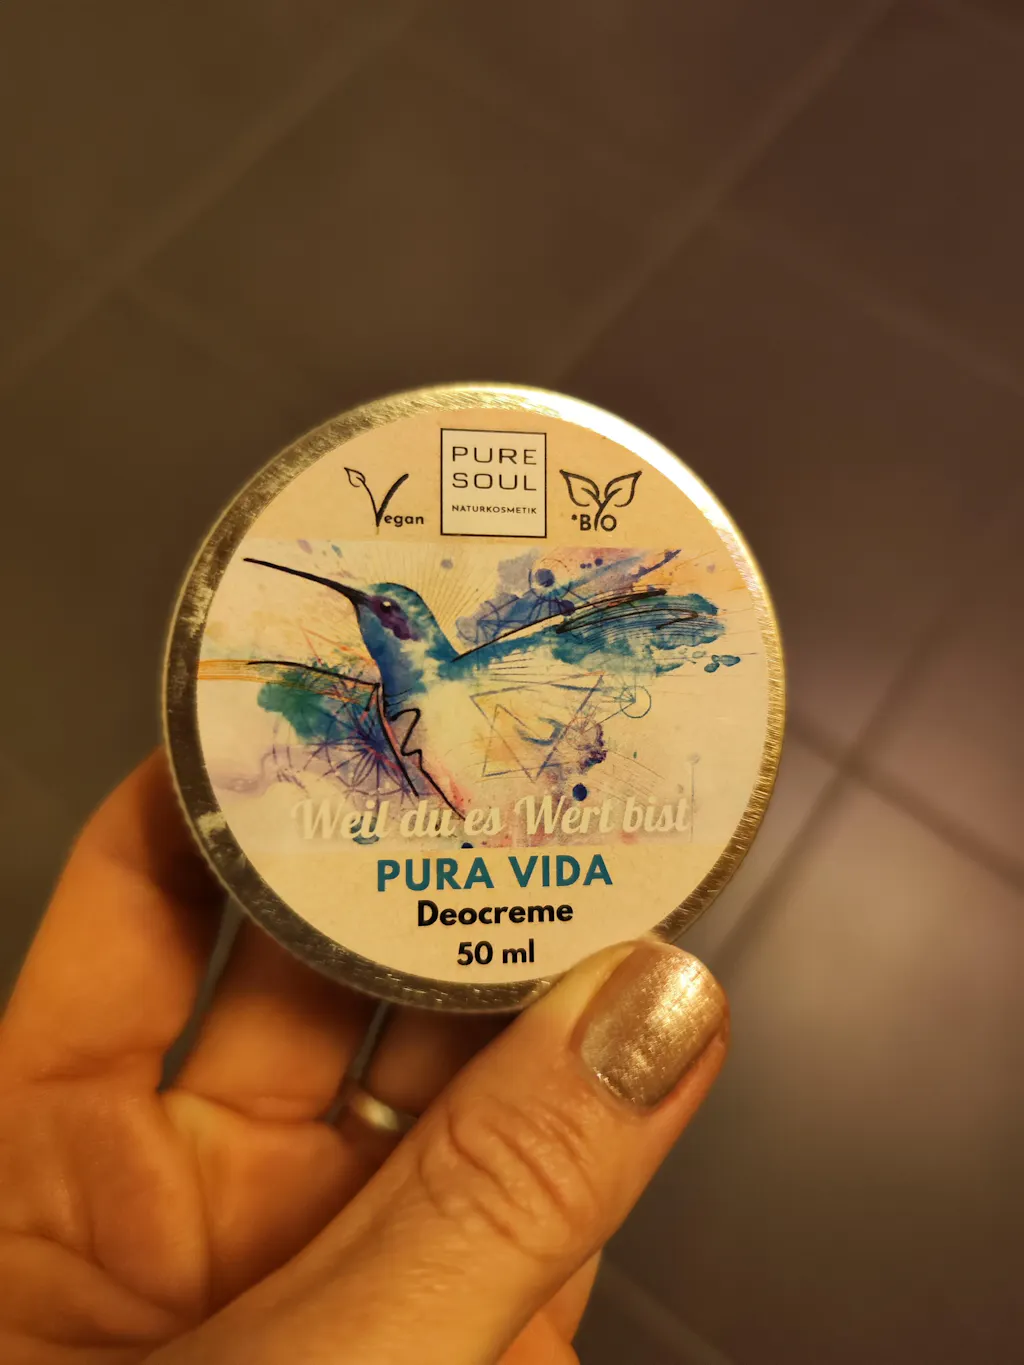 PURE
SOUL
NATURKOSMETIK
Vegan
*BIO
Weil du es Wert bist
PURA VIDA
Deocreme
50 ml